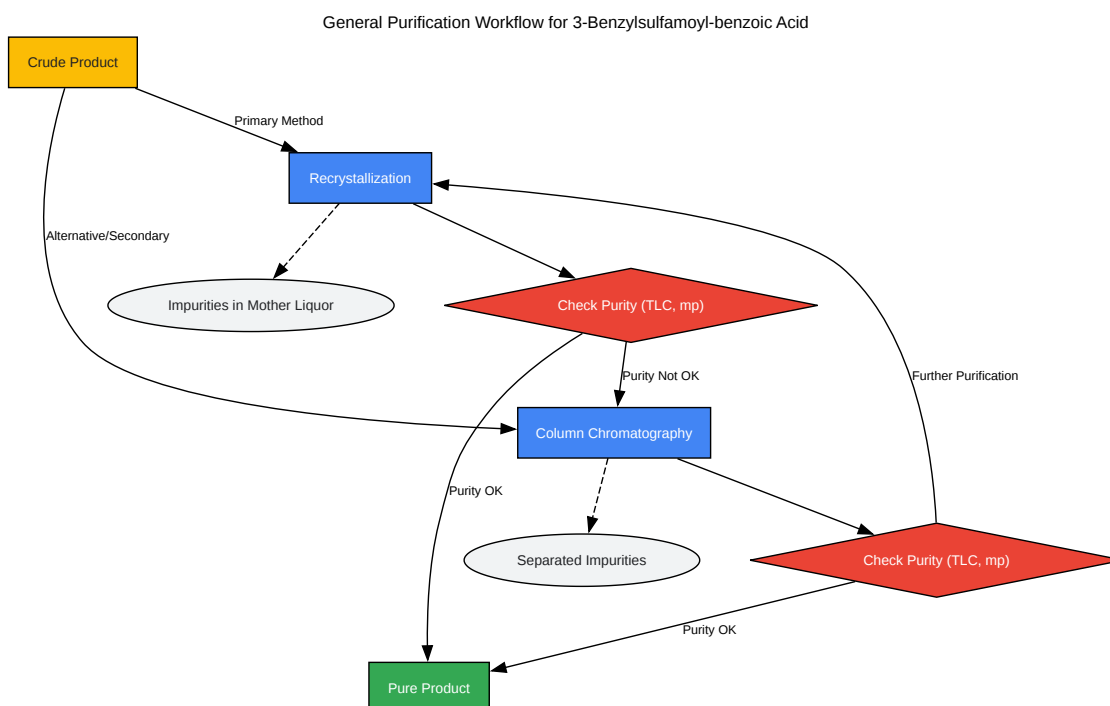 General Purification Workflow for 3-Benzylsulfamoyl-benzoic Acid
Crude Product
Primary Method
Recrystallization
Alternative/Secondary
Impurities in Mother Liquor
Check Purity (TLC, mp)
Purity Not OK
Further Purification
Column Chromatography
Purity OK
Separated Impurities
Check Purity (TLC, mp)
Purity OK
Pure Product